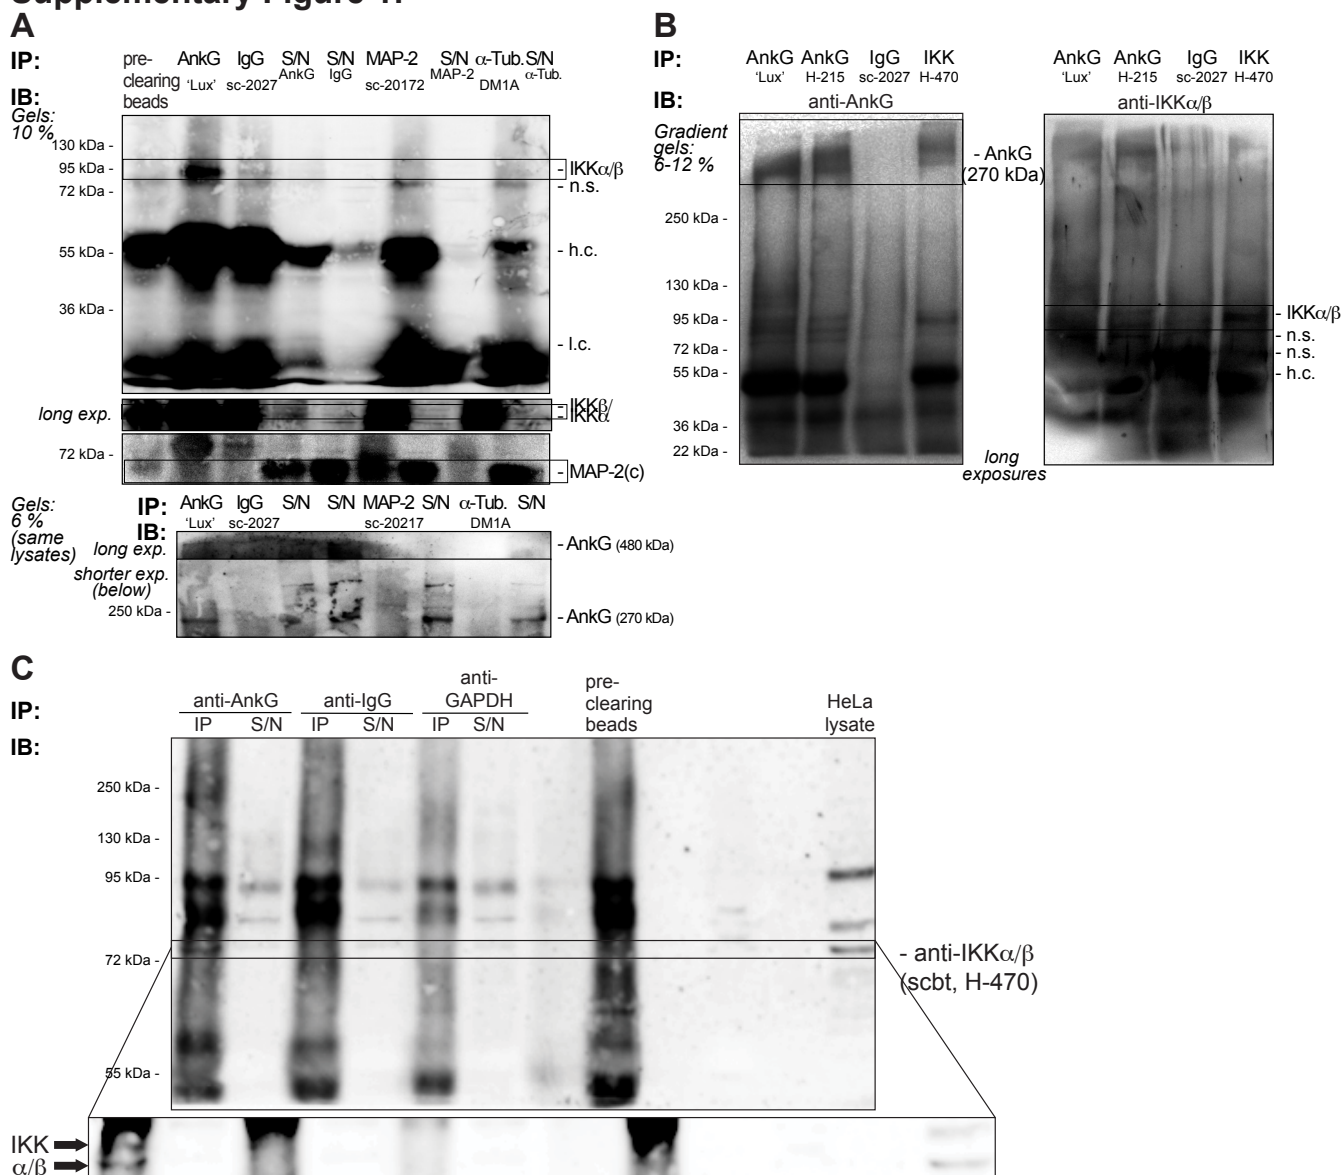 Supplementary Figure 4.
A
IP:
pre-clearing beads
AnkG 'Lux'
IgG sc-2027
S/N AnkG
S/N IgG
MAP-2 sc-20172
S/N MAP-2
α-Tub. DM1A
S/N α-Tub.
IB:
Gels:
10 %
130 kDa -
95 kDa -
- IKKα/β
72 kDa -
- n.s.
55 kDa -
- h.c.
36 kDa -
- l.c.
long exp.
- IKKβ/
- IKKα
72 kDa -
- MAP-2(c)
Gels:
6 %
(same
lysates)
IP:
AnkG 'Lux'
IgG sc-2027
S/N
S/N
MAP-2 sc-20217
S/N
α-Tub. DM1A
S/N
IB:
long exp.
- AnkG (480 kDa)
shorter exp.
(below)
250 kDa -
- AnkG (270 kDa)
B
IP:
AnkG 'Lux'
AnkG H-215
IgG sc-2027
IKK H-470
AnkG 'Lux'
AnkG H-215
IgG sc-2027
IKK H-470
IB:
anti-AnkG
anti-IKKα/β
Gradient
gels:
6-12 %
- AnkG
(270 kDa)
250 kDa -
130 kDa -
95 kDa -
72 kDa -
55 kDa -
36 kDa -
22 kDa -
- IKKα/β
- n.s.
- n.s.
- h.c.
long
exposures
C
IP:
anti-AnkG
anti-IgG
anti-GAPDH
pre-clearing beads
HeLa lysate
IP S/N IP S/N IP S/N
IB:
250 kDa -
130 kDa -
95 kDa -
72 kDa -
55 kDa -
- anti-IKKα/β
(scbt, H-470)
IKK
α/β